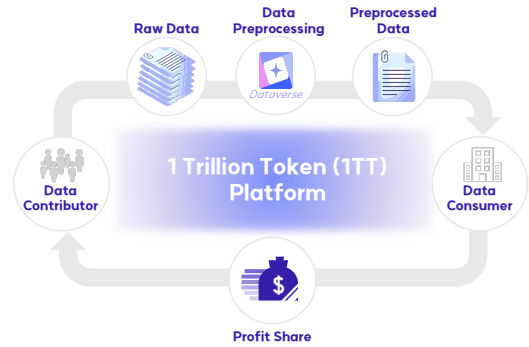 Raw Data
Data
Preprocessing
Preprocessed
Data
Dataverse
Data
Contributor
1 Trillion Token (1TT)
Platform
Data
Consumer
$
Profit Share